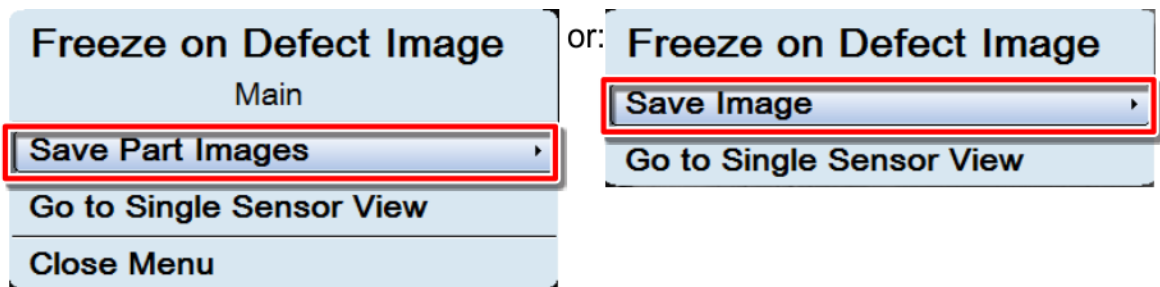 Freeze on Defect Image
Main
Save Part Images
Go to Single Sensor View
Close Menu
or:
Freeze on Defect Image
Save Image
Go to Single Sensor View